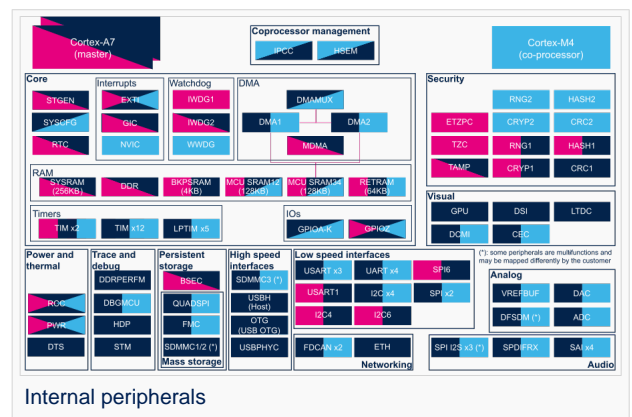 Cortex-A7
(master)
Coprocessor management
IPCC
HSEM
Cortex-M4
(co-processor)
Core
STGEN
SYSCFG
RTC
Interrupts
EXTI
GIC
NVIC
Watchdog
IWDG1
IWDG2
WWDG
DMA
DMAMUX
DMA1
DMA2
MDMA
RAM
SYSRAM
(256KB)
DDR
BKPSRAM
(4KB)
MCU SRAM12
(128KB)
MCU SRAM34
(128KB)
RETRAM
(64KB)
Timers
TIM x2
TIM x12
LPTIM x5
IOs
GPIOA-K
GPIOZ
Security
RNG2
HASH2
ETZPC
CRYP2
CRC2
TZC
RNG1
HASH1
TAMP
CRYP1
CRC1
Visual
GPU
DSI
LTDC
DCMI
CEC
(*): some peripherals are multifunctions and
may be mapped differently by the customer
Power and
thermal
RCC
PWR
DTS
Trace and
debug
DDRPERFM
DBGMCU
HDP
STM
Persistent
storage
BSEC
QUADSPI
FMC
SDMMC1/2 (*)
Mass storage
High speed
interfaces
SDMMC3 (*)
USBH
(Host)
OTG
(USB OTG)
USBPHYC
Low speed interfaces
USART x3
UART x4
SPI6
USART1
I2C x4
SPI x2
I2C4
I2C6
FDCAN x2
ETH
Networking
Analog
VREFBUF
DAC
DFSDM (*)
ADC
SPI I2S x3 (*)
SPDIFRX
SAI x4
Audio
Internal peripherals